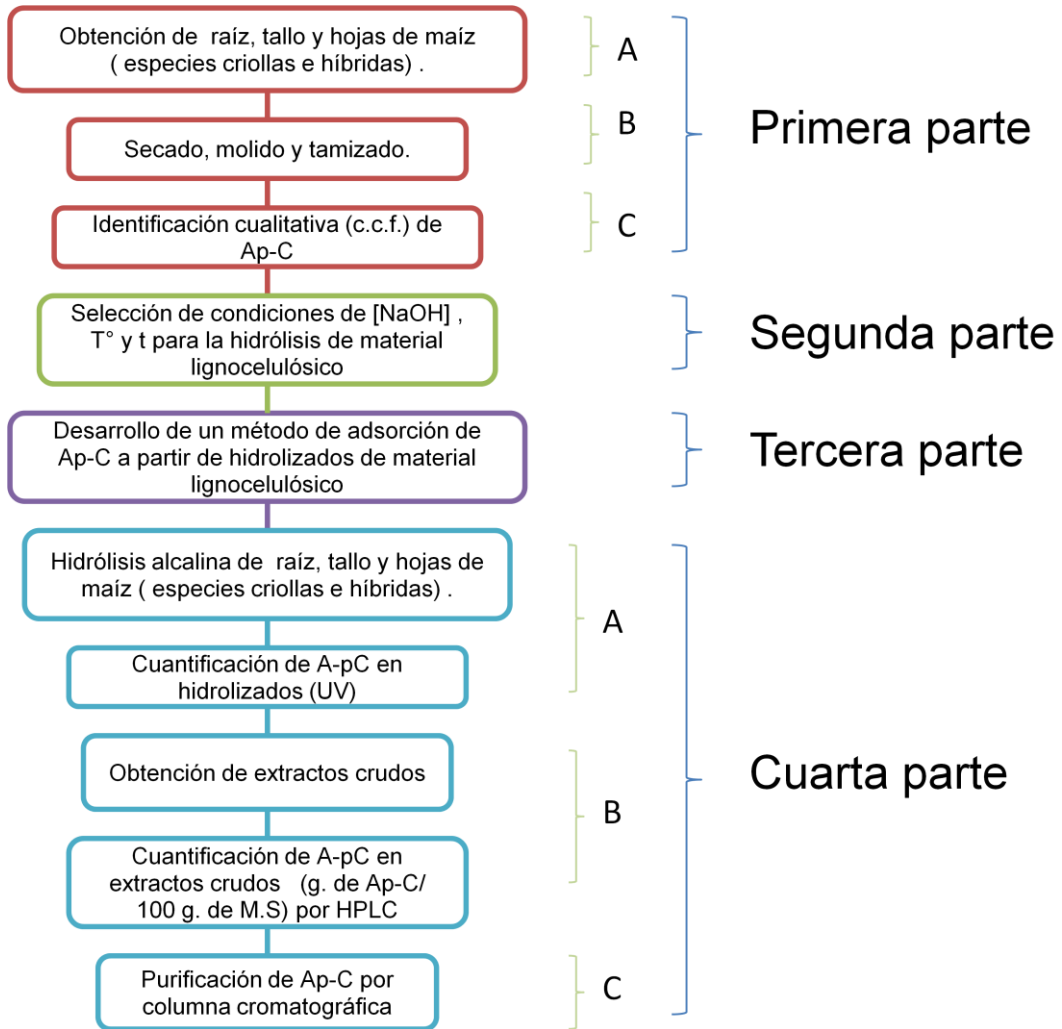 Obtención de  raíz, tallo y hojas de maíz
( especies criollas e híbridas) .
A
Secado, molido y tamizado.
B
Primera parte
Identificación cualitativa (c.c.f.) de
Ap-C
C
Selección de condiciones de [NaOH] ,
T° y t para la hidrólisis de material
lignocelulósico
Segunda parte
Desarrollo de un método de adsorción de
Ap-C a partir de hidrolizados de material
lignocelulósico
Tercera parte
Hidrólisis alcalina de  raíz, tallo y hojas de
maíz ( especies criollas e híbridas) .
A
Cuantificación de A-pC en
hidrolizados (UV)
Obtención de extractos crudos
B
Cuarta parte
Cuantificación de A-pC en
extractos crudos   (g. de Ap-C/
100 g. de M.S) por HPLC
Purificación de Ap-C por
columna cromatográfica
C